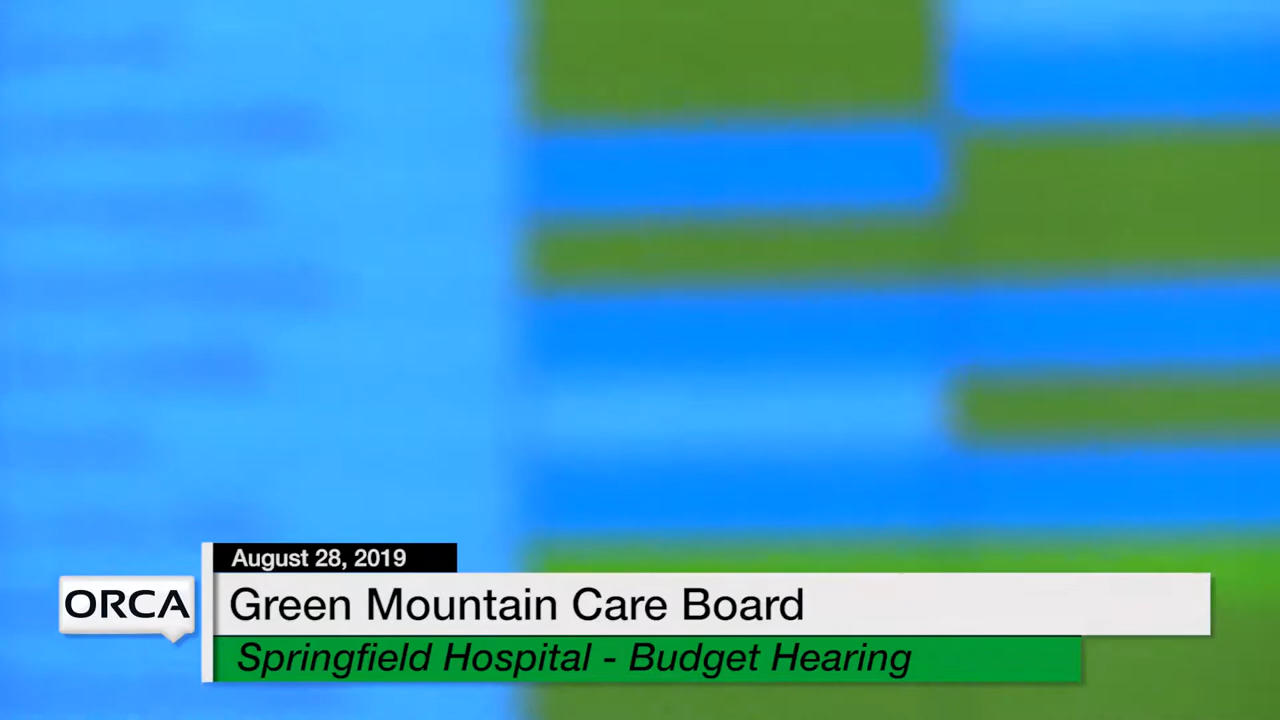 August 28, 2019
ORCA
Green Mountain Care Board
Springfield Hospital - Budget Hearing